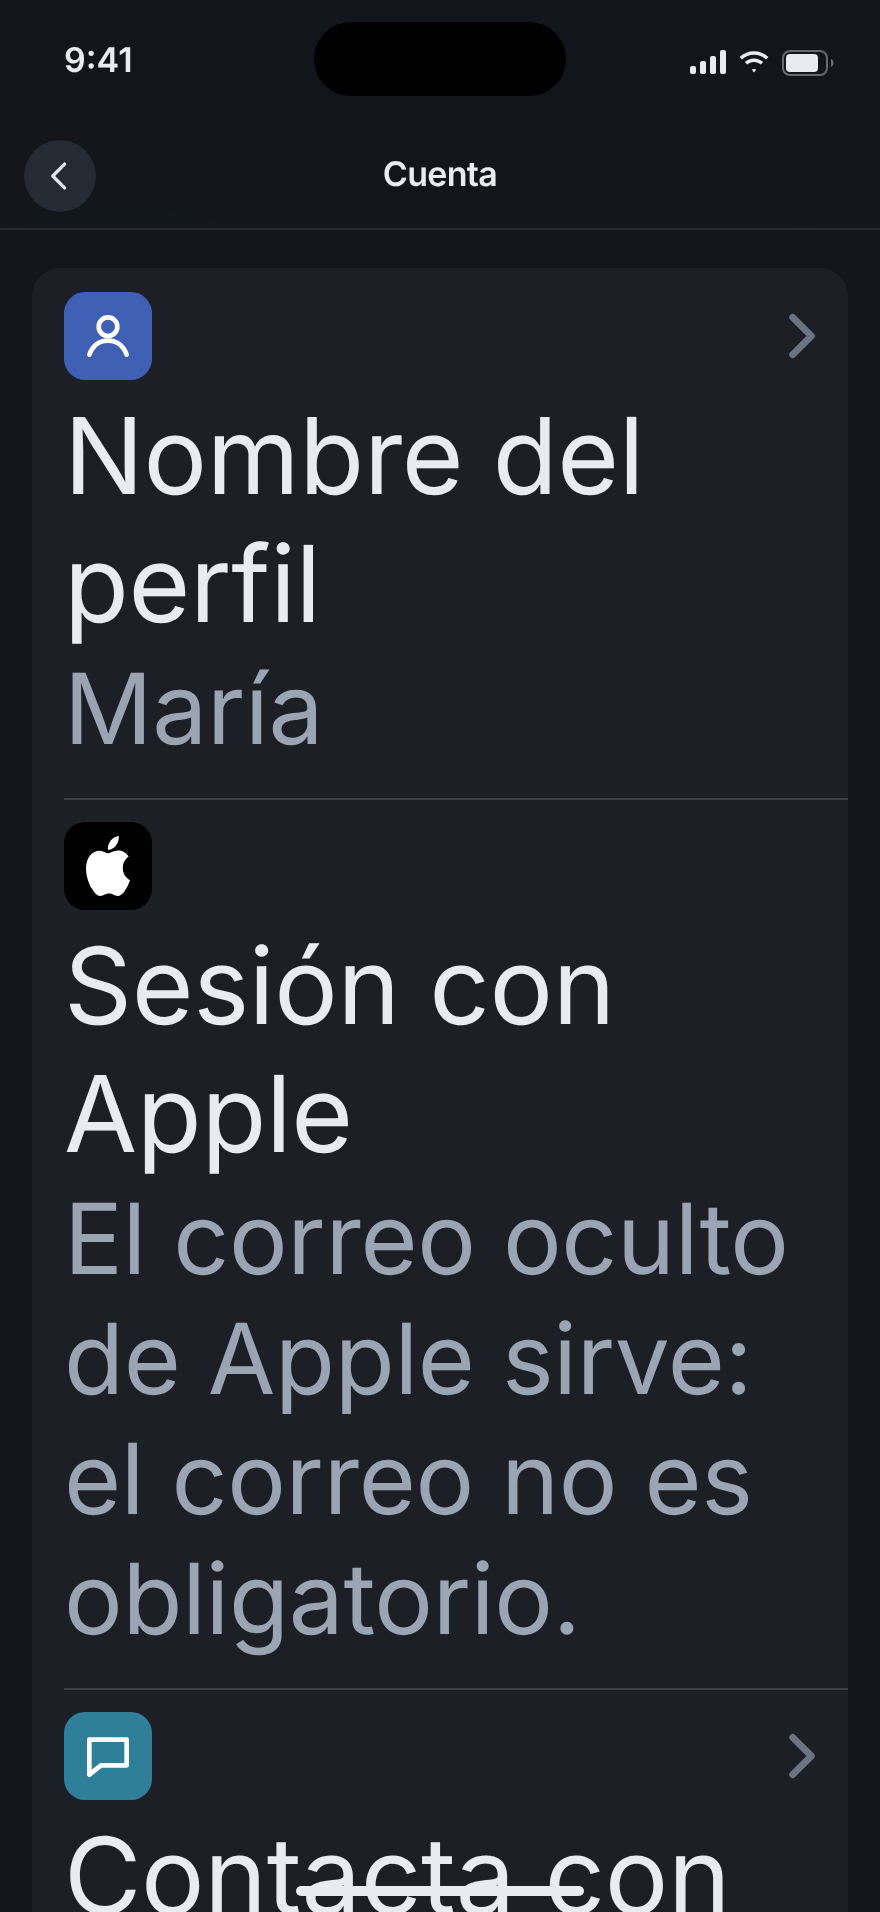 9:41
Cuenta
Nombre del
perfil
María
Sesión con
Apple
El correo oculto
de Apple sirve:
el correo no es
obligatorio.
Contacta con